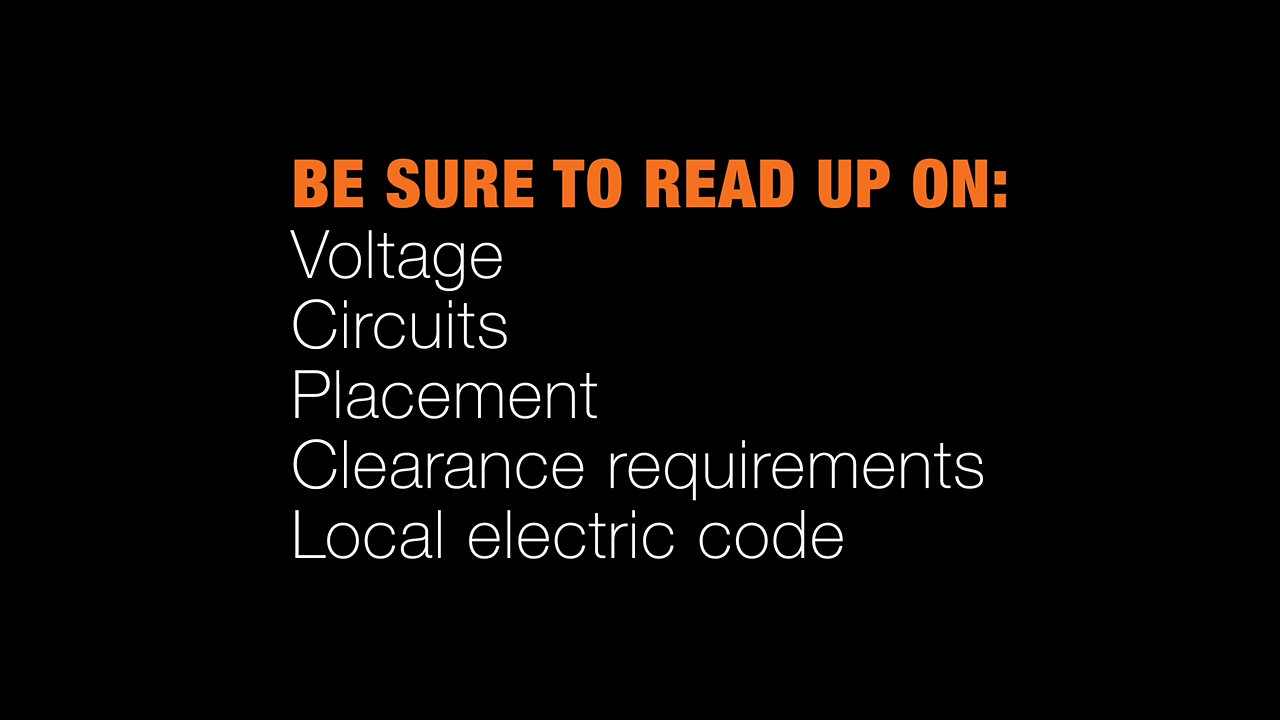 BE SURE TO READ UP ON:
Voltage
Circuits
Placement
Clearance requirements
Local electric code